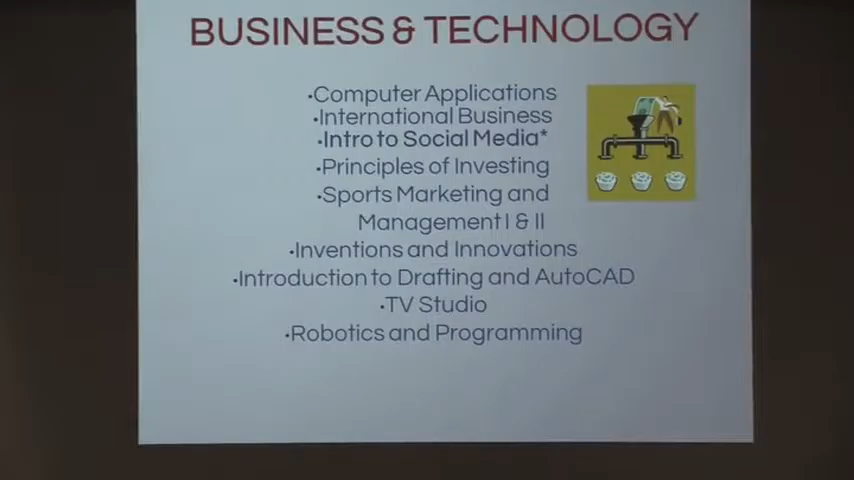 BUSINESS & TECHNOLOGY
•Computer Applications
•International Business
•Intro to Social Media*
•Principles of Investing
•Sports Marketing and
Management I & II
•Inventions and Innovations
•Introduction to Drafting and AutoCAD
•TV Studio
•Robotics and Programming